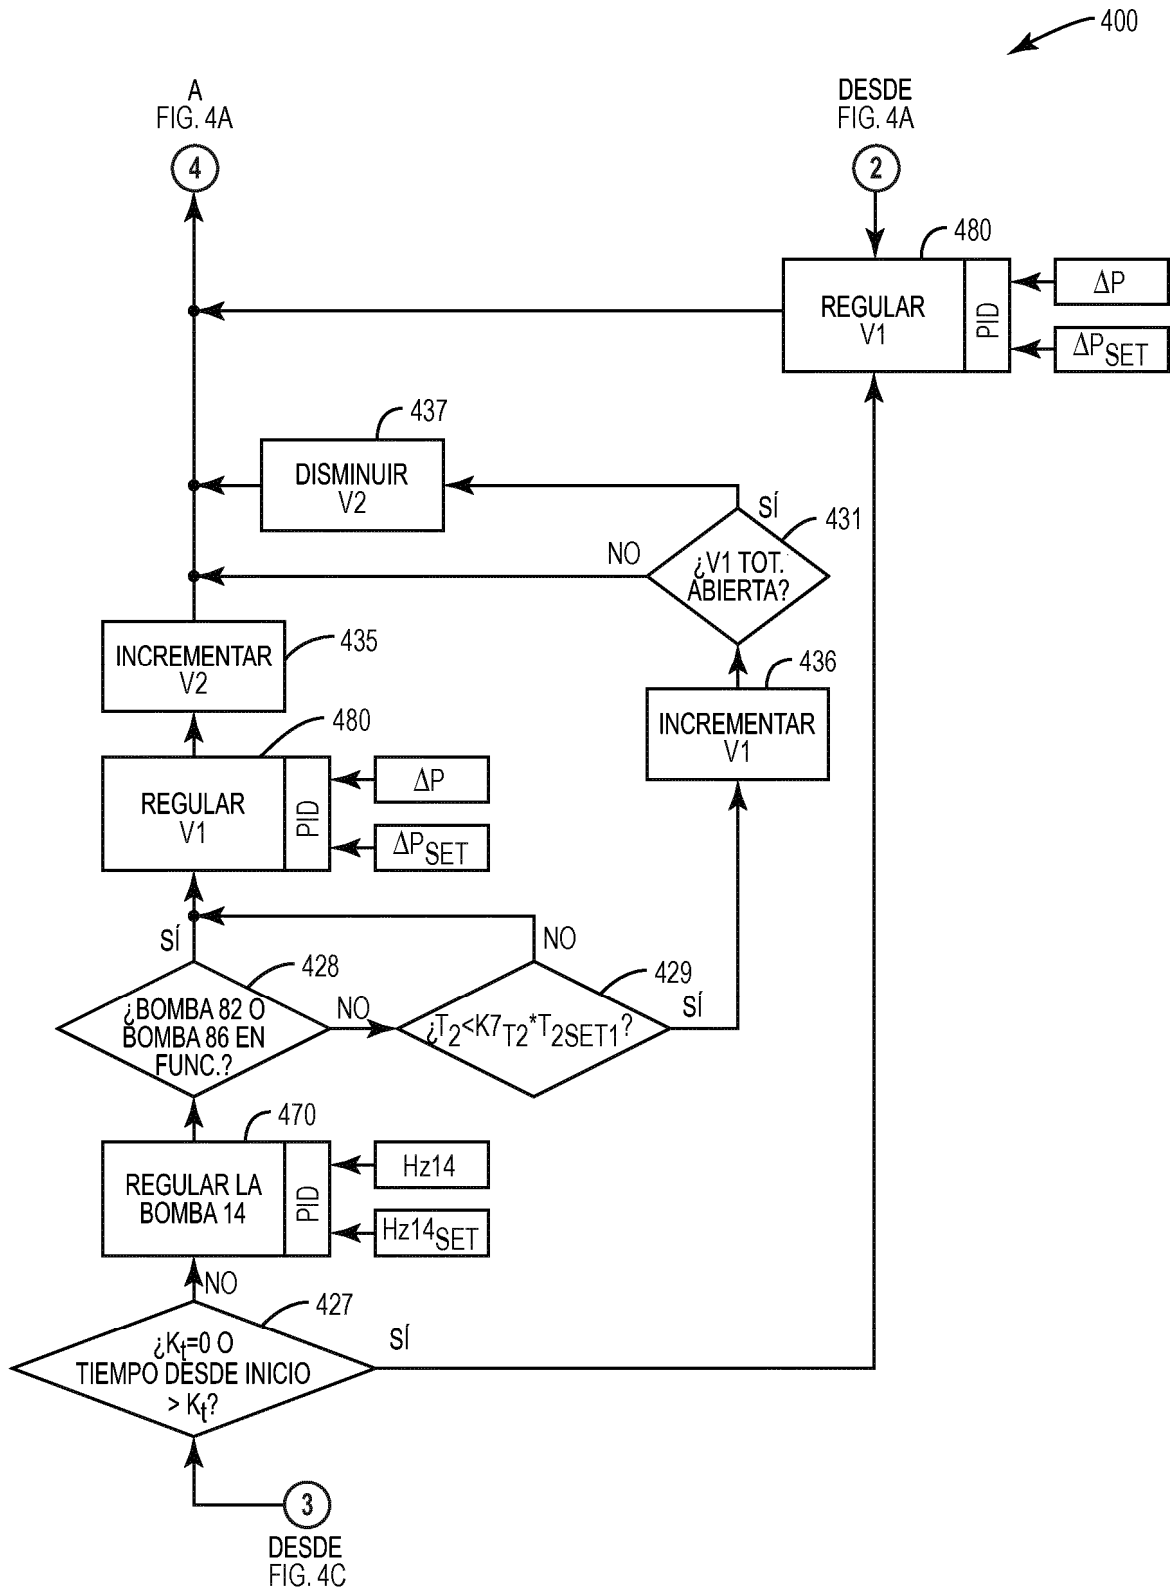 400
A
FIG. 4A
4
DESDE
FIG. 4A
2
480
REGULAR
V1
PID
ΔP
ΔPSET
437
DISMINUIR
V2
SÍ
431
NO
¿V1 TOT.
ABIERTA?
435
INCREMENTAR
V2
436
INCREMENTAR
V1
480
REGULAR
V1
PID
ΔP
ΔPSET
SÍ
NO
428
¿BOMBA 82 O
BOMBA 86 EN
FUNC.?
NO
429
¿T2<K7T2*T2SET1?
SÍ
470
REGULAR LA
BOMBA 14
PID
Hz14
Hz14SET
NO
427
¿Kt=0 O
TIEMPO DESDE INICIO
> Kt?
SÍ
3
DESDE
FIG. 4C